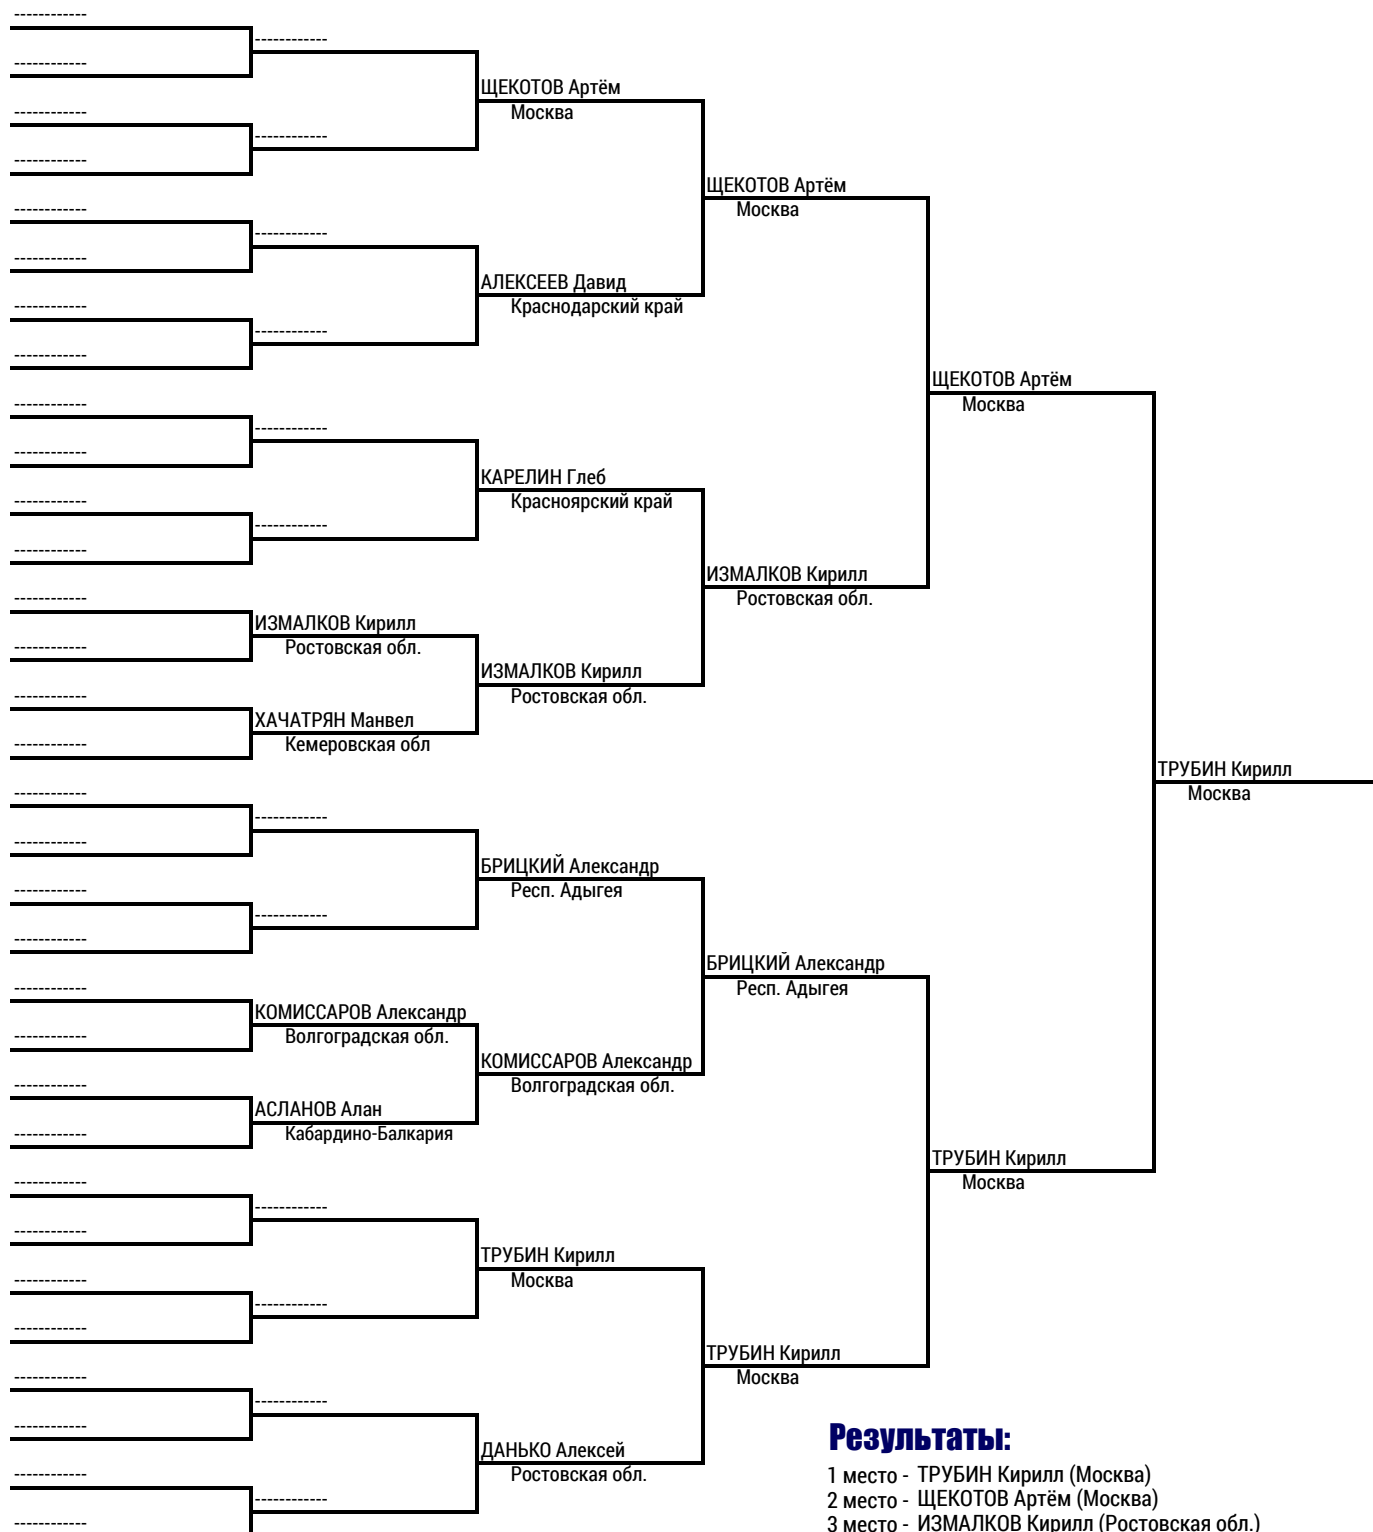 ------------
------------
------------
ЩЕКОТОВ Артём
Москва
------------
------------
------------
ЩЕКОТОВ Артём
Москва
------------
------------
------------
АЛЕКСЕЕВ Давид
Краснодарский край
------------
------------
------------
ЩЕКОТОВ Артём
Москва
------------
------------
------------
КАРЕЛИН Глеб
Красноярский край
------------
------------
------------
ИЗМАЛКОВ Кирилл
Ростовская обл.
------------
ИЗМАЛКОВ Кирилл
------------
Ростовская обл.
ИЗМАЛКОВ Кирилл
Ростовская обл.
------------
ХАЧАТРЯН Манвел
------------
Кемеровская обл
ТРУБИН Кирилл
Москва
------------
------------
------------
БРИЦКИЙ Александр
Респ. Адыгея
------------
------------
------------
БРИЦКИЙ Александр
Респ. Адыгея
------------
КОМИССАРОВ Александр
------------
Волгоградская обл.
КОМИССАРОВ Александр
Волгоградская обл.
------------
АСЛАНОВ Алан
------------
Кабардино-Балкария
ТРУБИН Кирилл
Москва
------------
------------
------------
ТРУБИН Кирилл
Москва
------------
------------
------------
ТРУБИН Кирилл
Москва
------------
------------
------------
ДАНЬКО Алексей
Ростовская обл.
------------
------------
------------
Результаты:
1 место - ТРУБИН Кирилл (Москва)
2 место - ЩЕКОТОВ Артём (Москва)
3 место - ИЗМАЛКОВ Кирилл (Ростовская обл.)